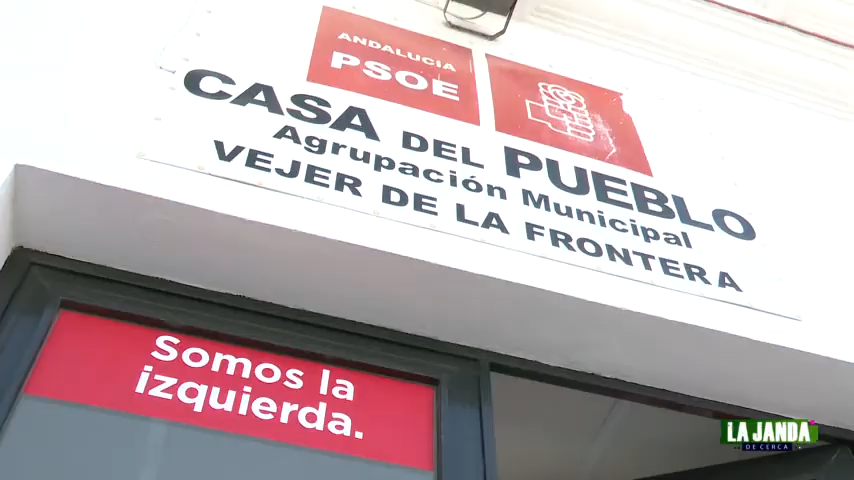 ANDALUCIA
PSOE
CASA DEL PUEBLO
Agrupación Municipal
VEJER DE LA FRONTERA
Somos la
izquierda.
LA JANDA
DE CERCA